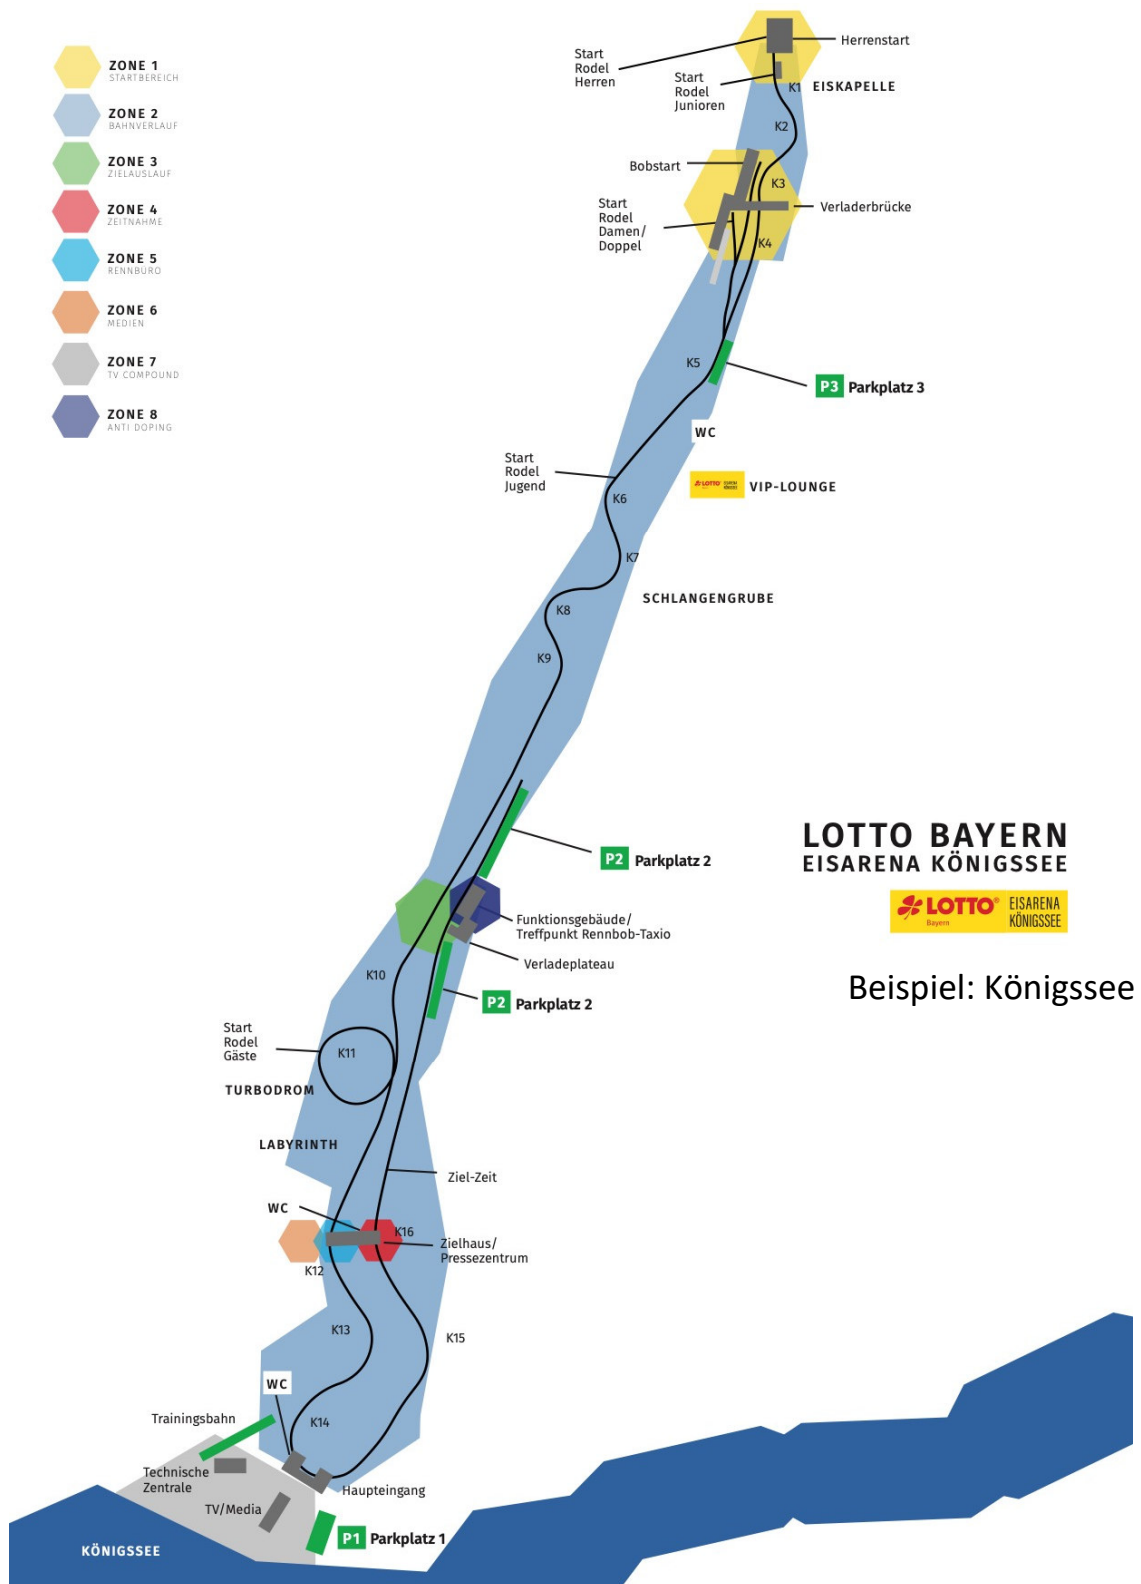 ZONE 1
STARTBEREICH
ZONE 2
BAHNVERLAUF
ZONE 3
ZIELAUSLAUF
ZONE 4
ZEITNAHME
ZONE 5
RENNBÜRO
ZONE 6
MEDIEN
ZONE 7
TV COMPOUND
ZONE 8
ANTI DOPING
Start
Rodel
Herren
Herrenstart
Start
Rodel
Junioren
K1
EISKAPELLE
K2
Bobstart
K3
Start
Rodel
Damen/
Doppel
Verladerbrücke
K4
K5
P3 Parkplatz 3
WC
Start
Rodel
Jugend
LOTTO
VIP-LOUNGE
K6
K7
SCHLANGENGRUBE
K8
K9
LOTTO BAYERN
EISARENA KÖNIGSSEE
P2 Parkplatz 2
LOTTO®
Bayern
EISARENA
KÖNIGSSEE
Funktionsgebäude/
Treffpunkt Rennbob-Taxio
Verladeplateau
K10
Beispiel: Königssee
P2 Parkplatz 2
Start
Rodel
Gäste
K11
TURBODROM
LABYRINTH
Ziel-Zeit
WC
K16
Zielhaus/
Pressezentrum
K12
K13
K15
WC
Trainingsbahn
K14
Technische
Zentrale
Haupteingang
TV/Media
P1 Parkplatz 1
KÖNIGSSEE